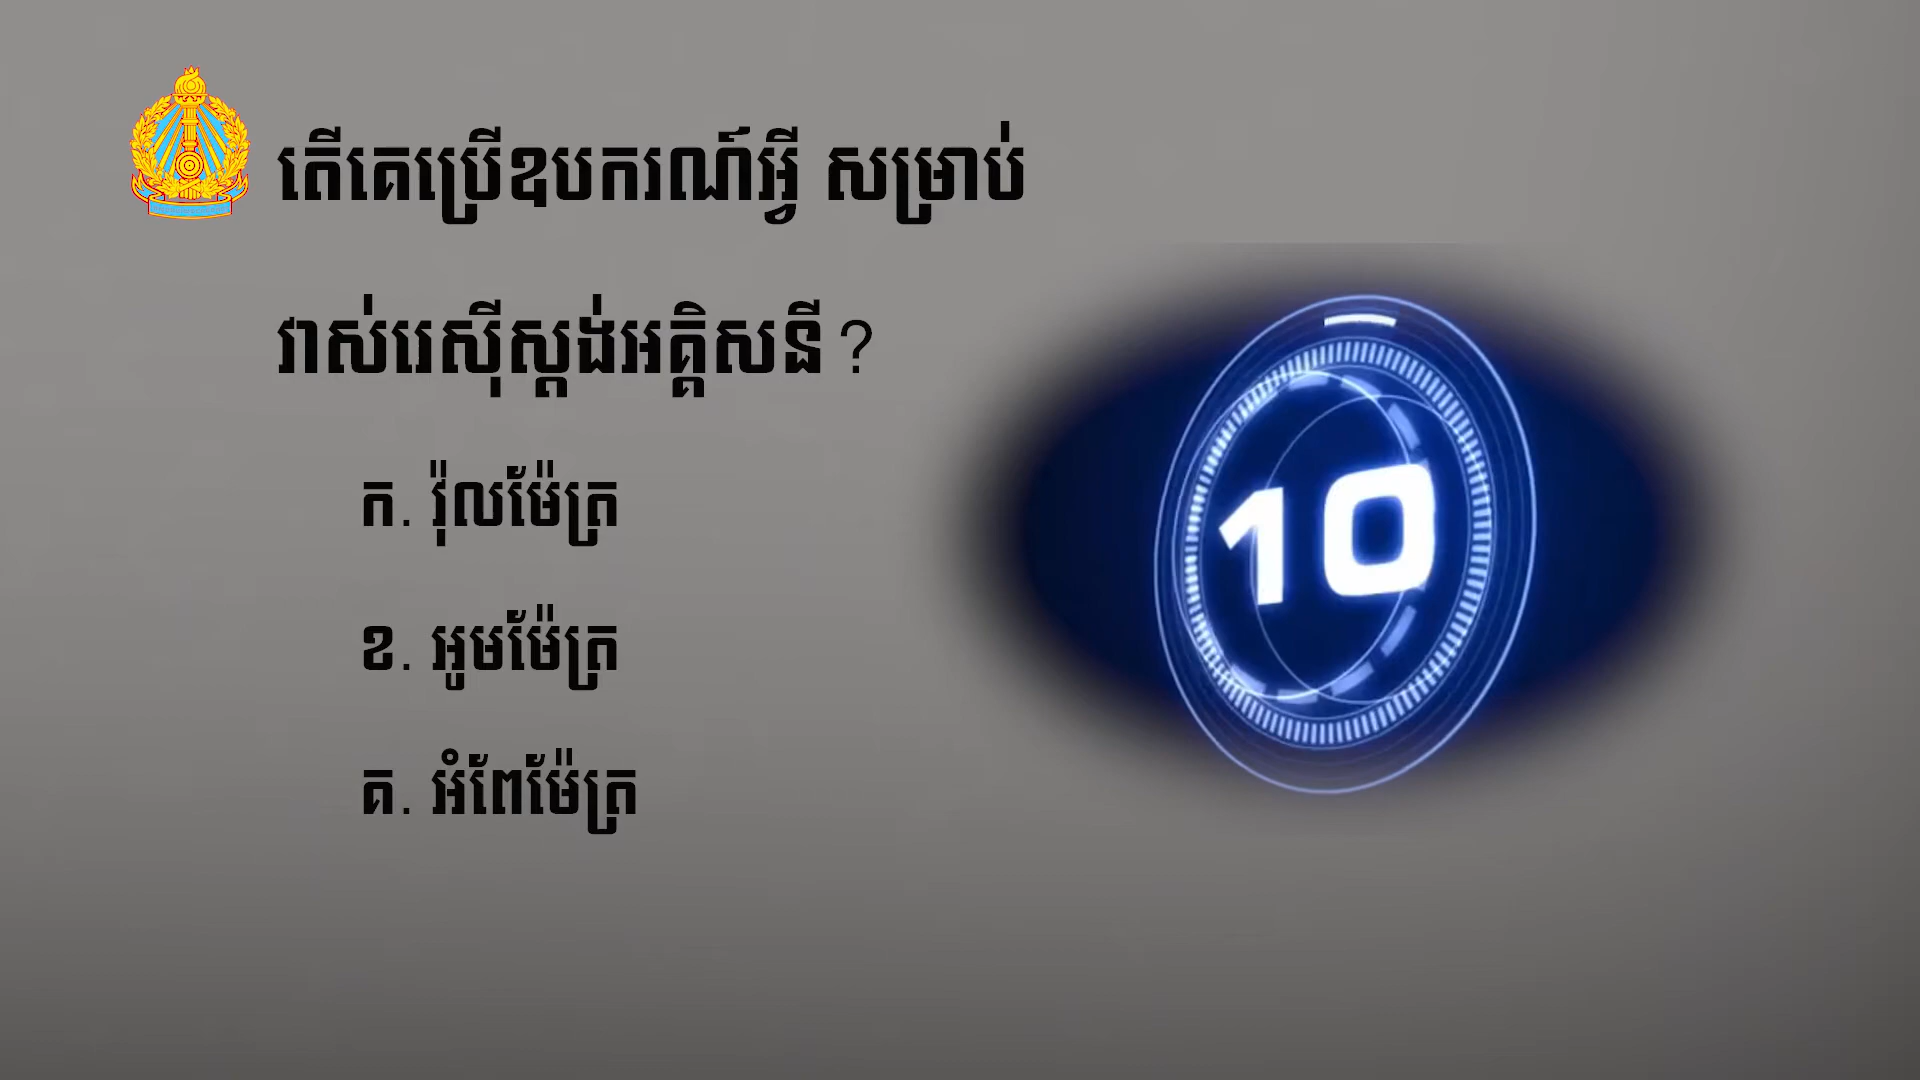 តើគេប្រើឧបករណ៍អ្វី សម្រាប់
វាស់រេស៊ីស្តង់អគ្គិសនី ?
ក. វ៉ុលម៉ែត្រ
ខ. អូមម៉ែត្រ
គ. អំពែម៉ែត្រ
10